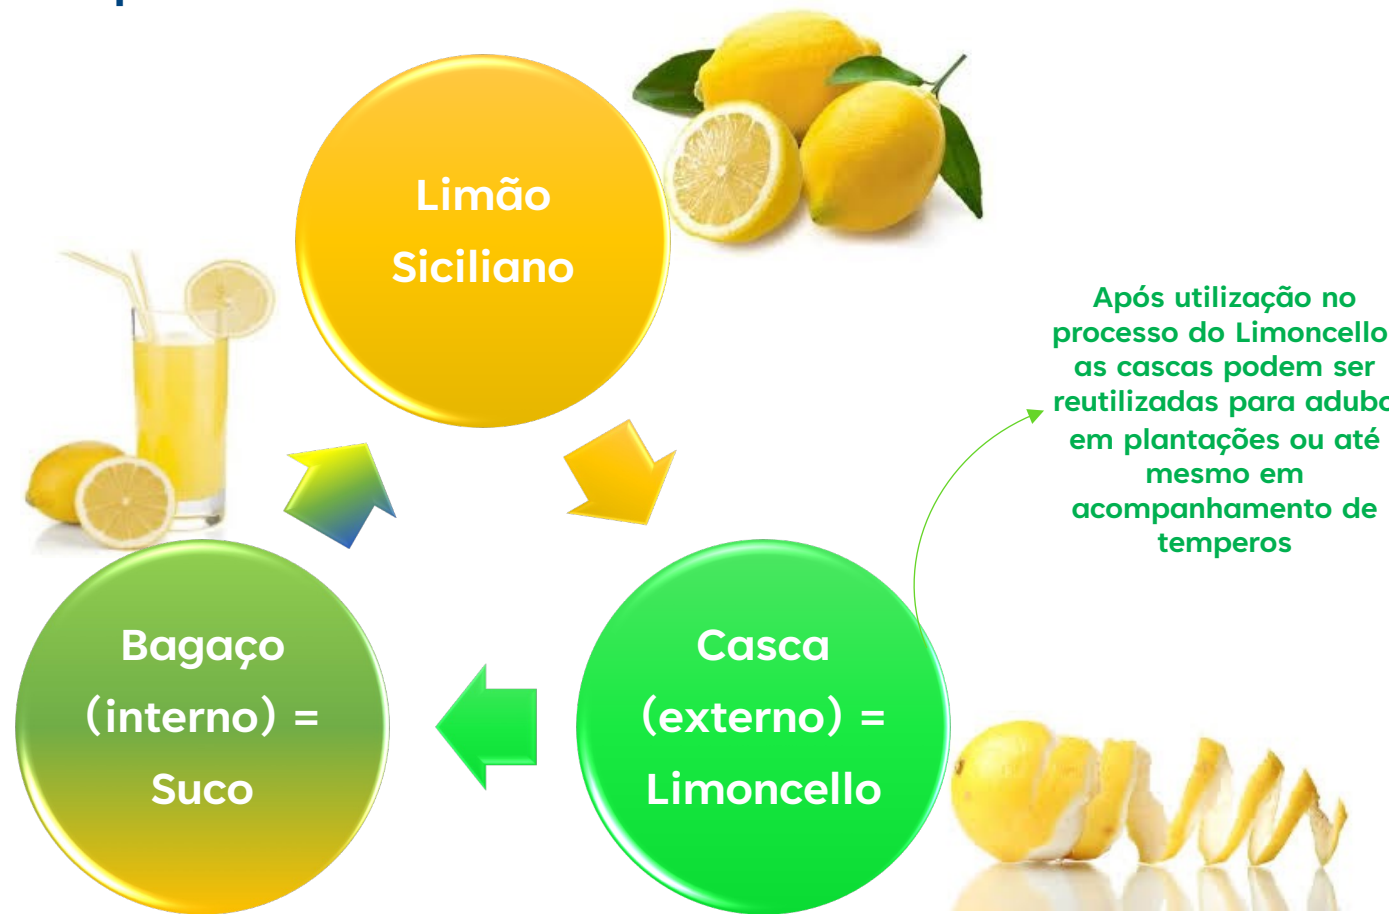 Limão
Siciliano
Após utilização no
processo do Limoncello
as cascas podem ser
reutilizadas para adubo
em plantações ou até
mesmo em
acompanhamento de
temperos
Bagaço
(interno) =
Suco
Casca
(externo) =
Limoncello